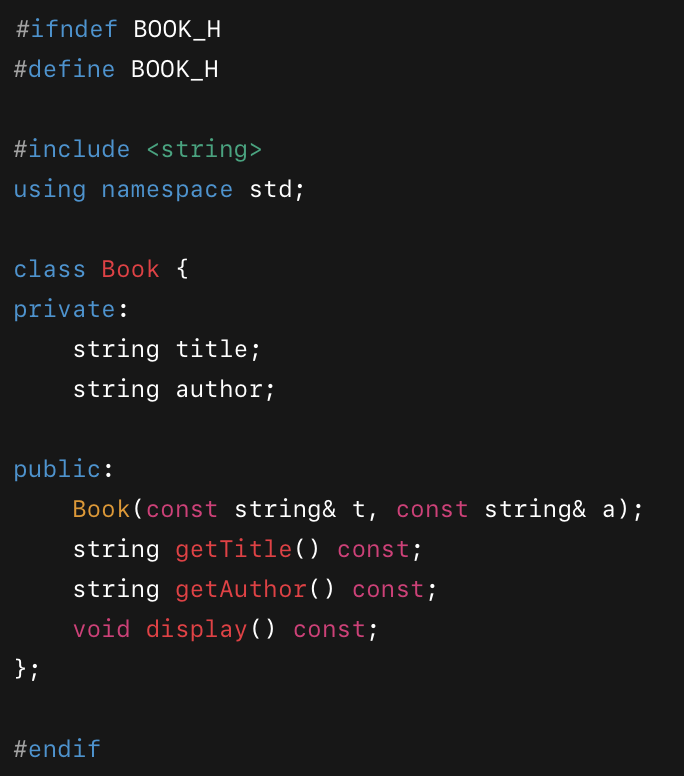 #ifndef BOOK_H
#define BOOK_H

#include <string>
using namespace std;

class Book {
private:
    string title;
    string author;

public:
    Book(const string& t, const string& a);
    string getTitle() const;
    string getAuthor() const;
    void display() const;
};

#endif